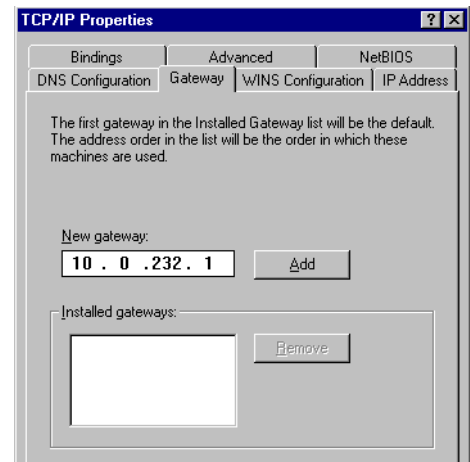 TCP/IP Properties
? X
Bindings Advanced NetBIOS
DNS Configuration Gateway WINS Configuration IP Address
The first gateway in the Installed Gateway list will be the default.
The address order in the list will be the order in which these
machines are used.
New gateway:
10 . 0 .232. 1 Add
Installed gateways:
Remove